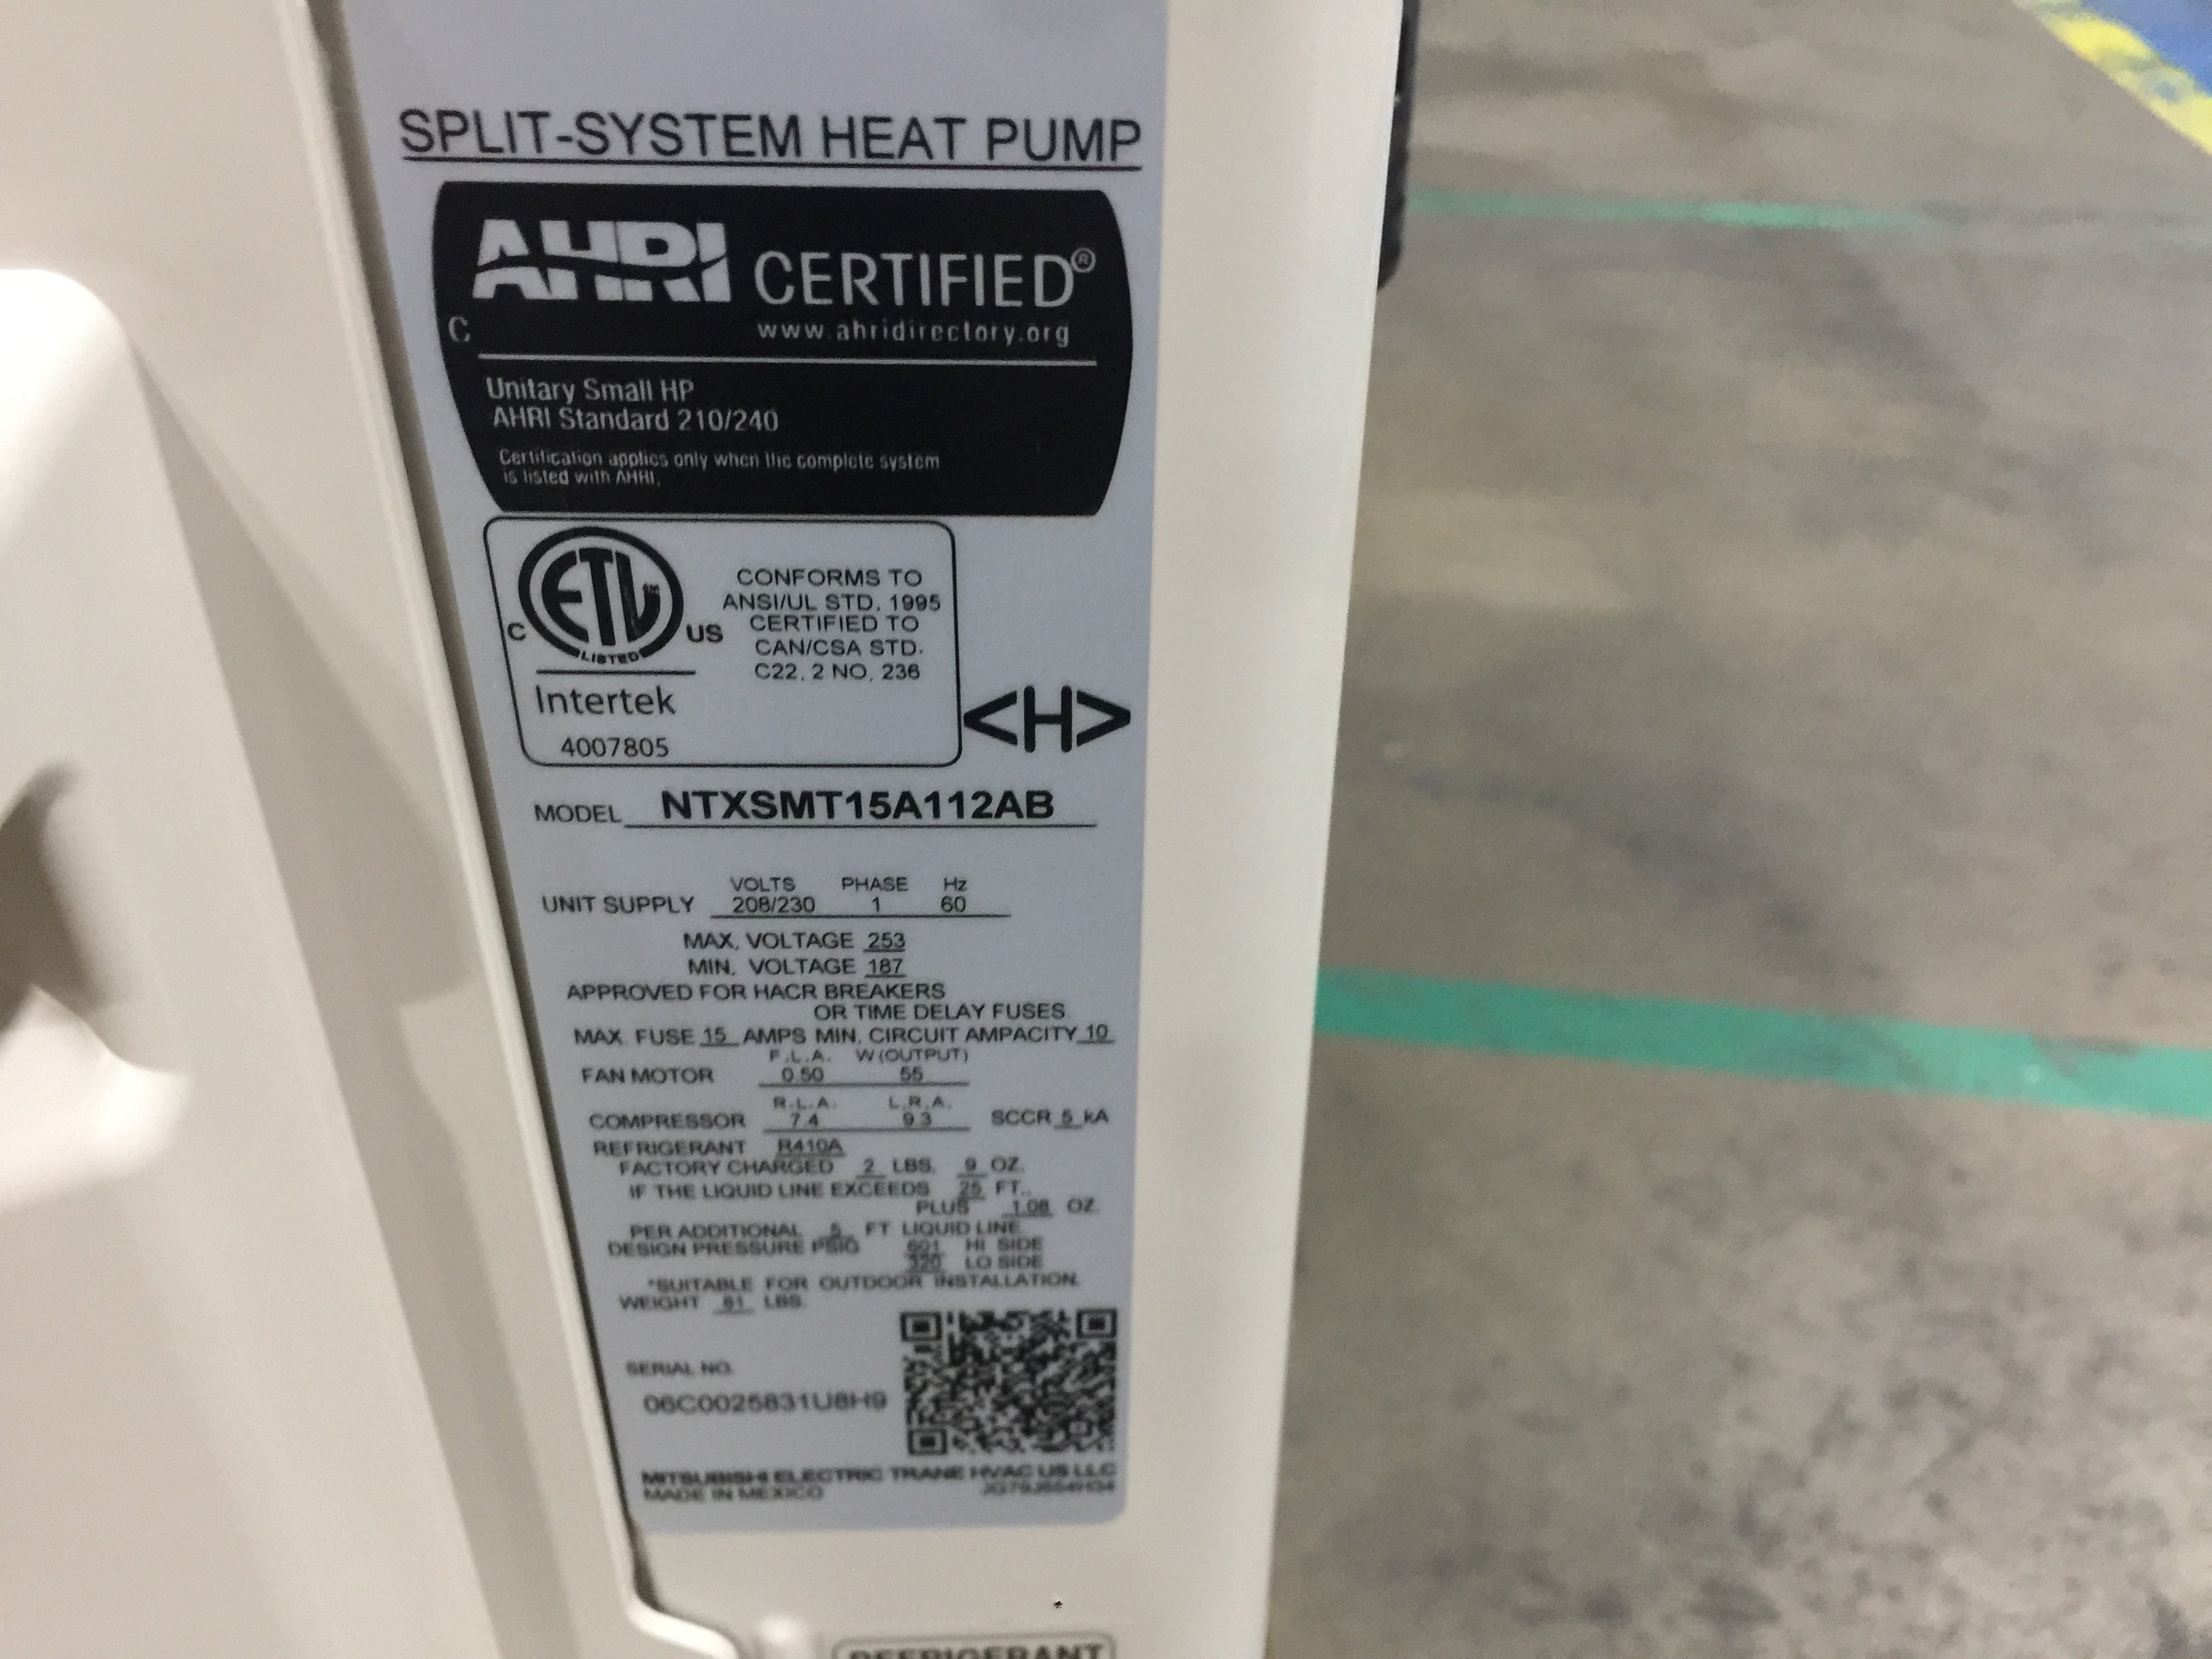 SPLIT-SYSTEM HEAT PUMP
AHRI CERTIFIED®
C
www.ahridirectory.org
Unitary Small HP
AHRI Standard 210/240
Certification applies only when the complete system
is listed with AHRI.
ETL™
C US
LISTED
Intertek
4007805
CONFORMS TO
ANSI/UL STD. 1995
CERTIFIED TO
CAN/CSA STD.
C22.2 NO. 236
<H>
MODEL NTXSMT15A112AB
VOLTS PHASE Hz
UNIT SUPPLY 208/230 1 60
MAX. VOLTAGE 253
MIN. VOLTAGE 187
APPROVED FOR HACR BREAKERS
OR TIME DELAY FUSES
MAX. FUSE 15 AMPS MIN. CIRCUIT AMPACITY 10
F.L.A. W(OUTPUT)
FAN MOTOR 0.50 55
R.L.A. L.R.A.
COMPRESSOR 7.4 9.3 SCCR 5 kA
REFRIGERANT R410A
FACTORY CHARGED 2 LBS. 9 OZ.
IF THE LIQUID LINE EXCEEDS 25 FT.,
PLUS 1.08 OZ.
PER ADDITIONAL 5 FT LIQUID LINE
DESIGN PRESSURE PSIG 601 HI SIDE
320 LO SIDE
*SUITABLE FOR OUTDOOR INSTALLATION.
WEIGHT 81 LBS.
SERIAL NO.
06C0025831U8H9
MITSUBISHI ELECTRIC TRANE HVAC US LLC
MADE IN MEXICO
REFRIGERANT